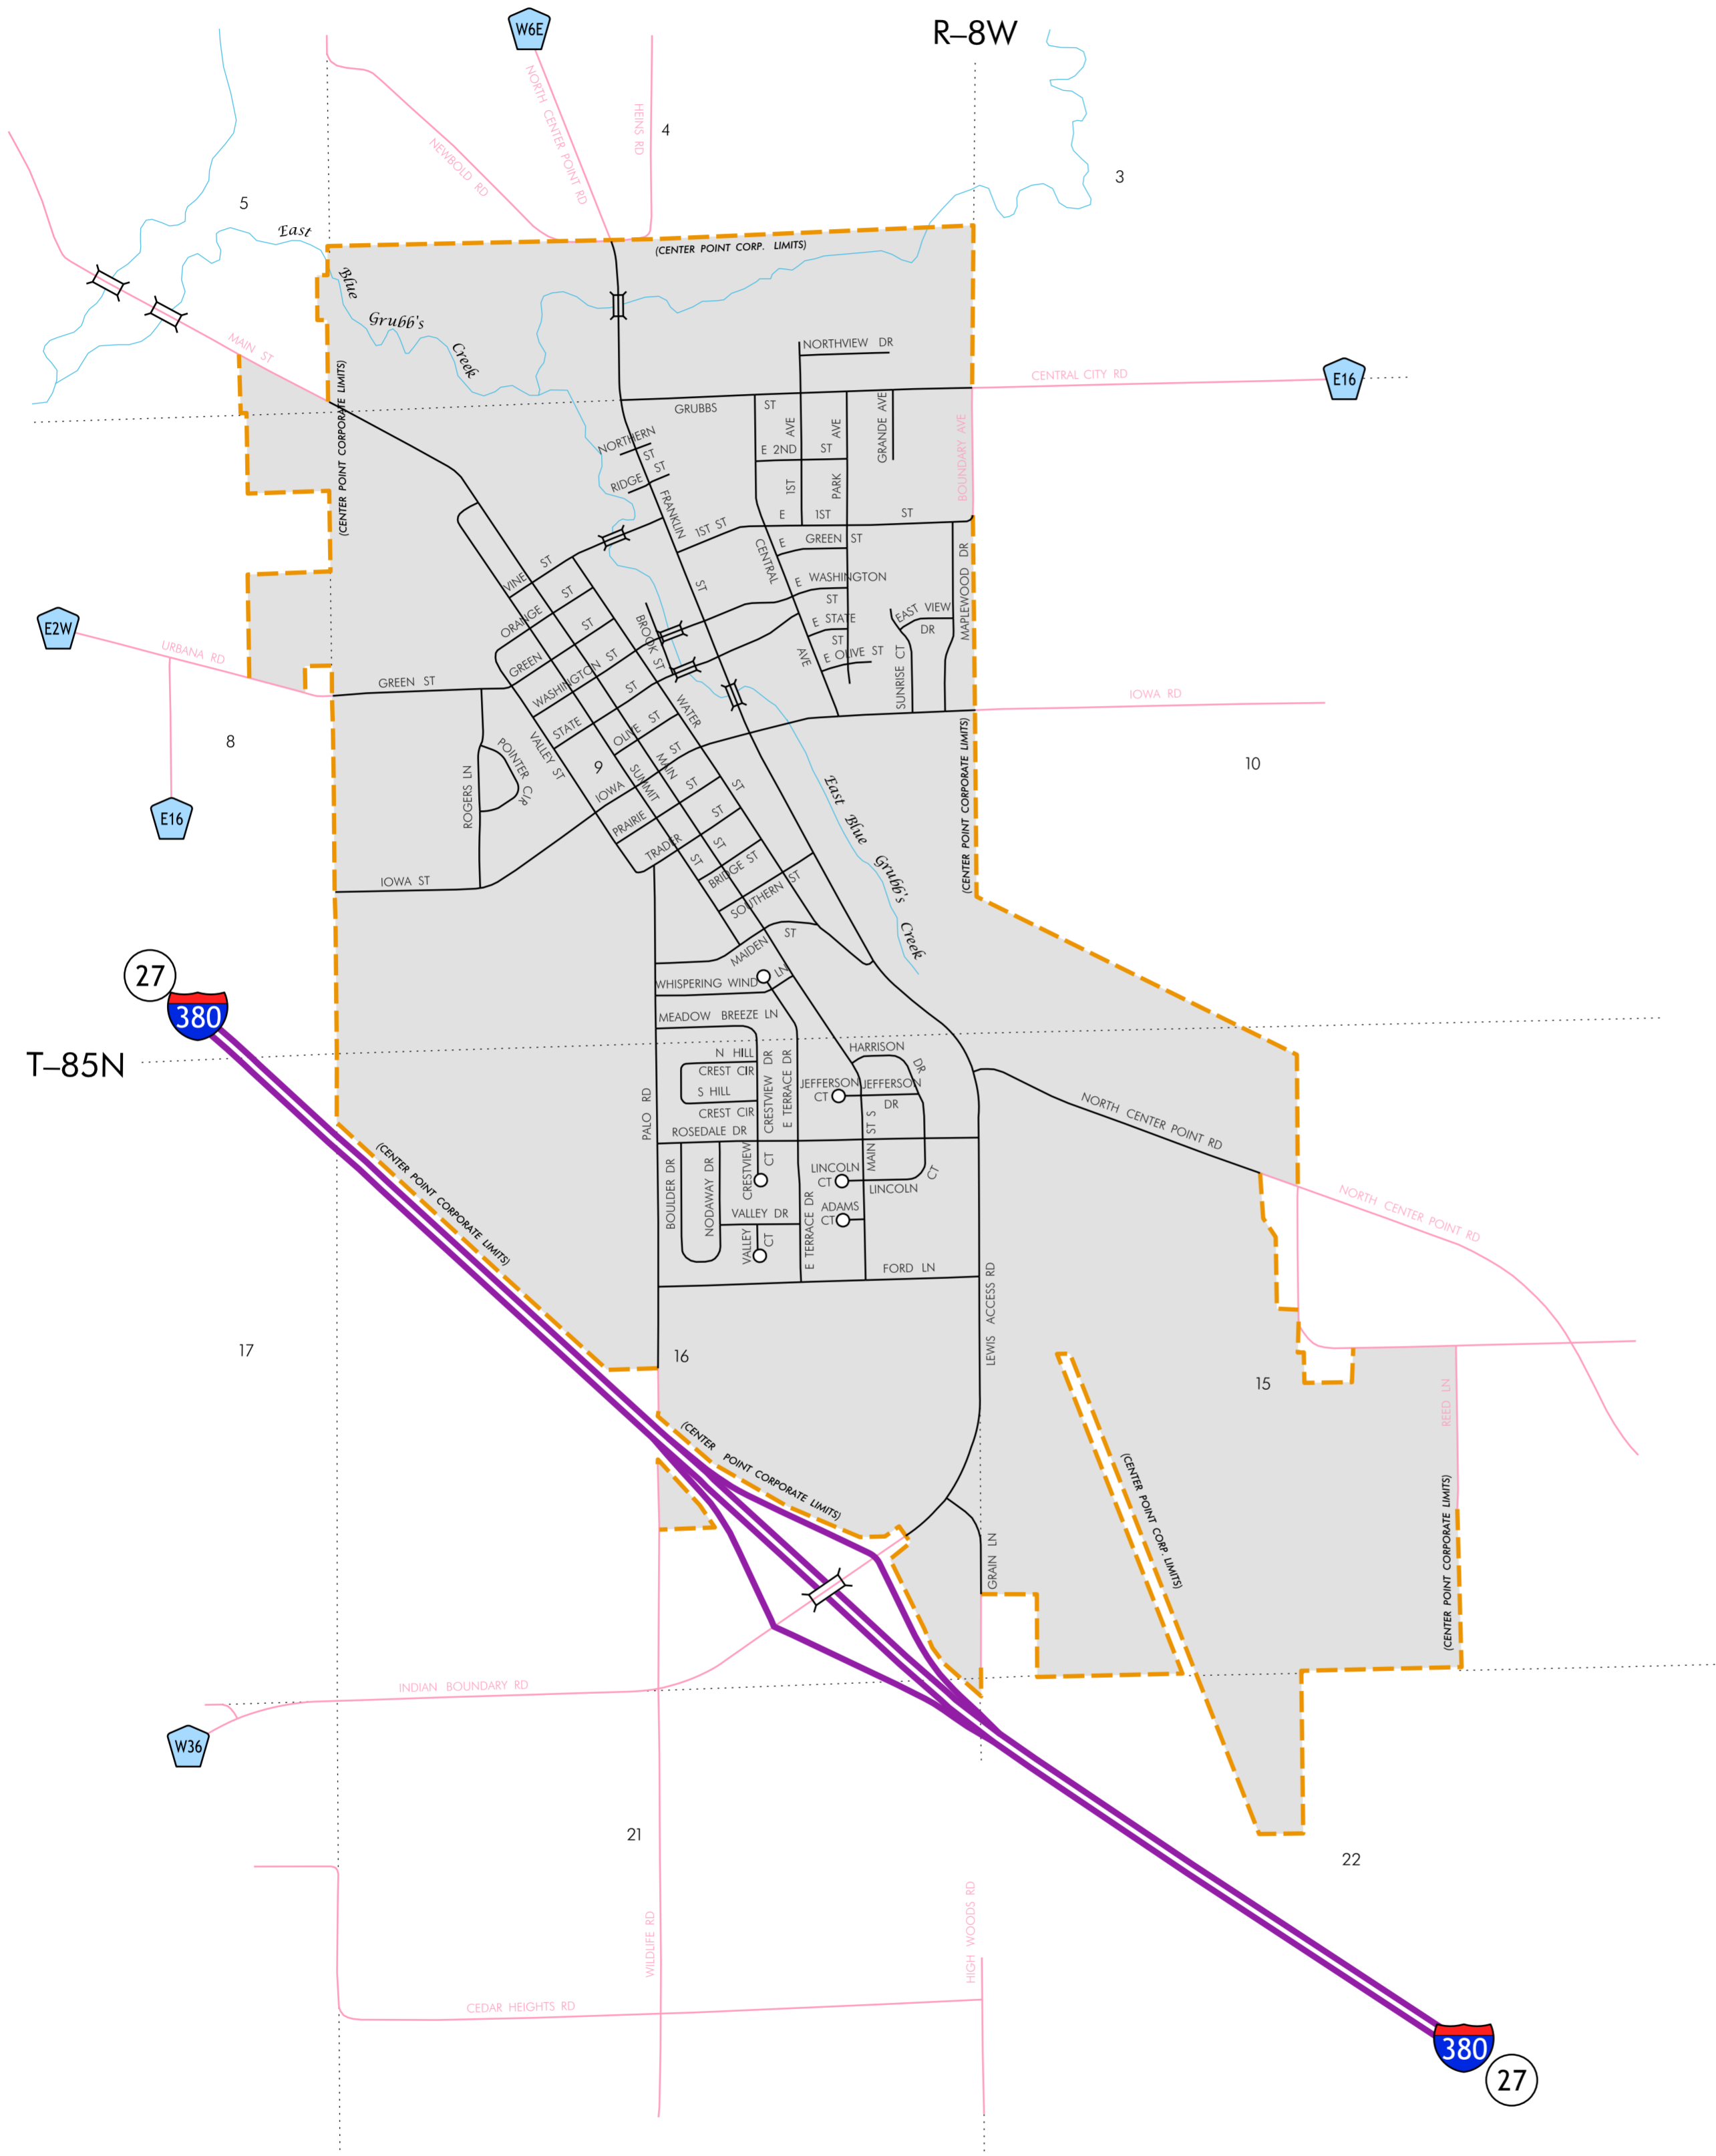 W6E
R–8W
NORTH CENTER POINT RD
HEINS RD
4
NEWBOLD RD
3
5
East
Blue
Grubb's
Creek
(CENTER POINT CORP. LIMITS)
MAIN ST
(CENTER POINT CORPORATE LIMITS)
NORTHVIEW DR
CENTRAL CITY RD
E16
GRUBBS ST
NORTHERN ST
RIDGE ST
FRANKLIN ST
1ST AVE
PARK AVE
GRANDE AVE
BOUNDARY AVE
E 2ND ST
1ST ST
E 1ST ST
E GREEN ST
CENTRAL AVE
E WASHINGTON ST
E STATE ST
E OLIVE ST
EAST VIEW DR
SUNRISE CT
MAPLEWOOD DR
VINE ST
ORANGE ST
GREEN ST
WASHINGTON ST
STATE ST
OLIVE ST
BROOK ST
WATER ST
E2W
URBANA RD
GREEN ST
IOWA RD
8
E16
ROGERS LN
POINTER CIR
VALLEY ST
9
SUMMIT ST
MAIN ST
IOWA ST
PRAIRIE ST
TRADER ST
BRIDGE ST
SOUTHERN ST
IOWA ST
10
(CENTER POINT CORPORATE LIMITS)
East Blue Grubb's Creek
MAIDEN ST
WHISPERING WIND LN
MEADOW BREEZE LN
27
380
T–85N
N HILL
CREST CIR
S HILL
CREST CIR
CRESTVIEW DR
E TERRACE DR
HARRISON DR
JEFFERSON CT
JEFFERSON DR
PALO RD
ROSEDALE DR
MAIN ST S
NORTH CENTER POINT RD
BOULDER DR
NODAWAY DR
CRESTVIEW CT
LINCOLN CT
LINCOLN CT
ADAMS CT
VALLEY DR
VALLEY CT
E TERRACE DR
FORD LN
LEWIS ACCESS RD
NORTH CENTER POINT RD
(CENTER POINT CORPORATE LIMITS)
17
16
15
REED LN
(CENTER POINT CORPORATE LIMITS)
(CENTER POINT CORP. LIMITS)
(CENTER POINT CORPORATE LIMITS)
GRAIN LN
INDIAN BOUNDARY RD
W36
21
22
WILDLIFE RD
HIGH WOODS RD
CEDAR HEIGHTS RD
380
27